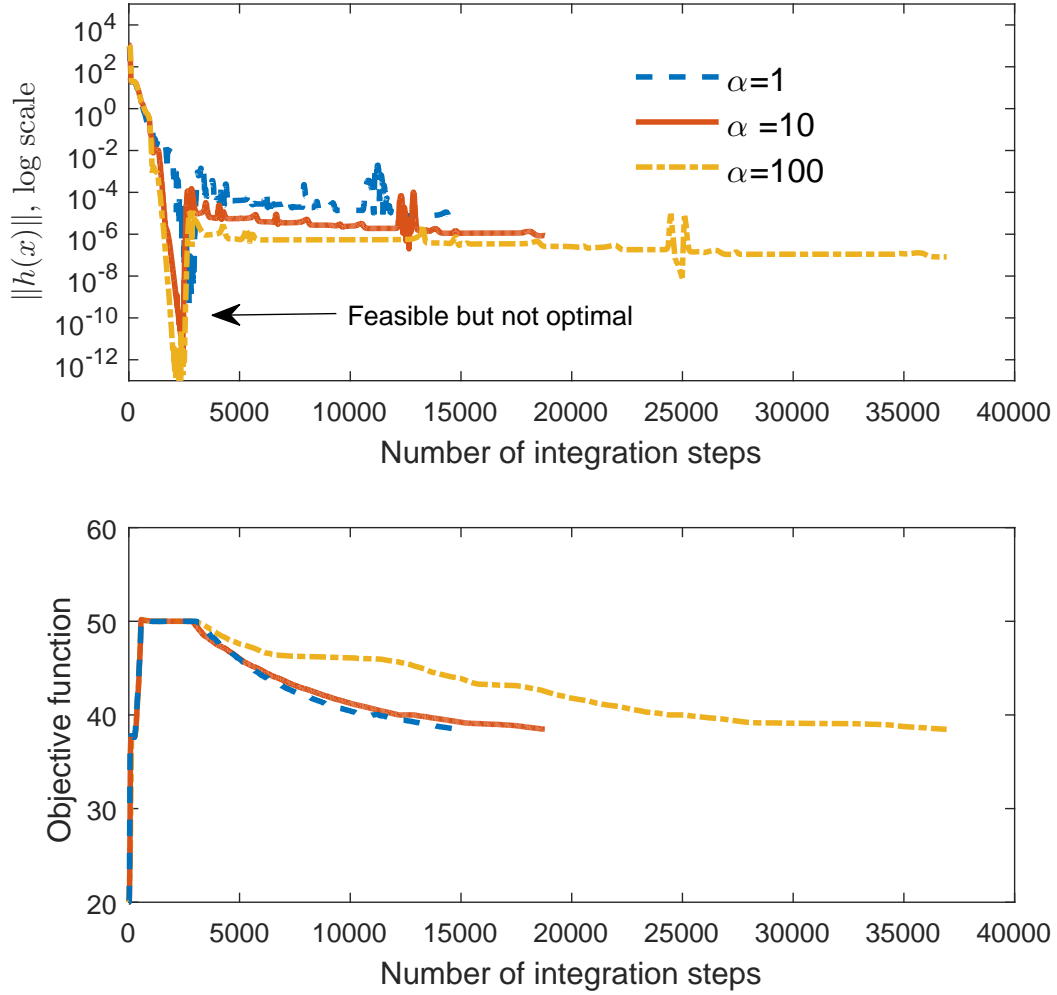 10^4
10^2
10^0
10^-2
10^-4
10^-6
10^-8
10^-10
10^-12
||h(x)||, log scale
α=1
α =10
α=100
Feasible but not optimal
0 5000 10000 15000 20000 25000 30000 35000 40000
Number of integration steps
60
50
40
30
20
Objective function
0 5000 10000 15000 20000 25000 30000 35000 40000
Number of integration steps